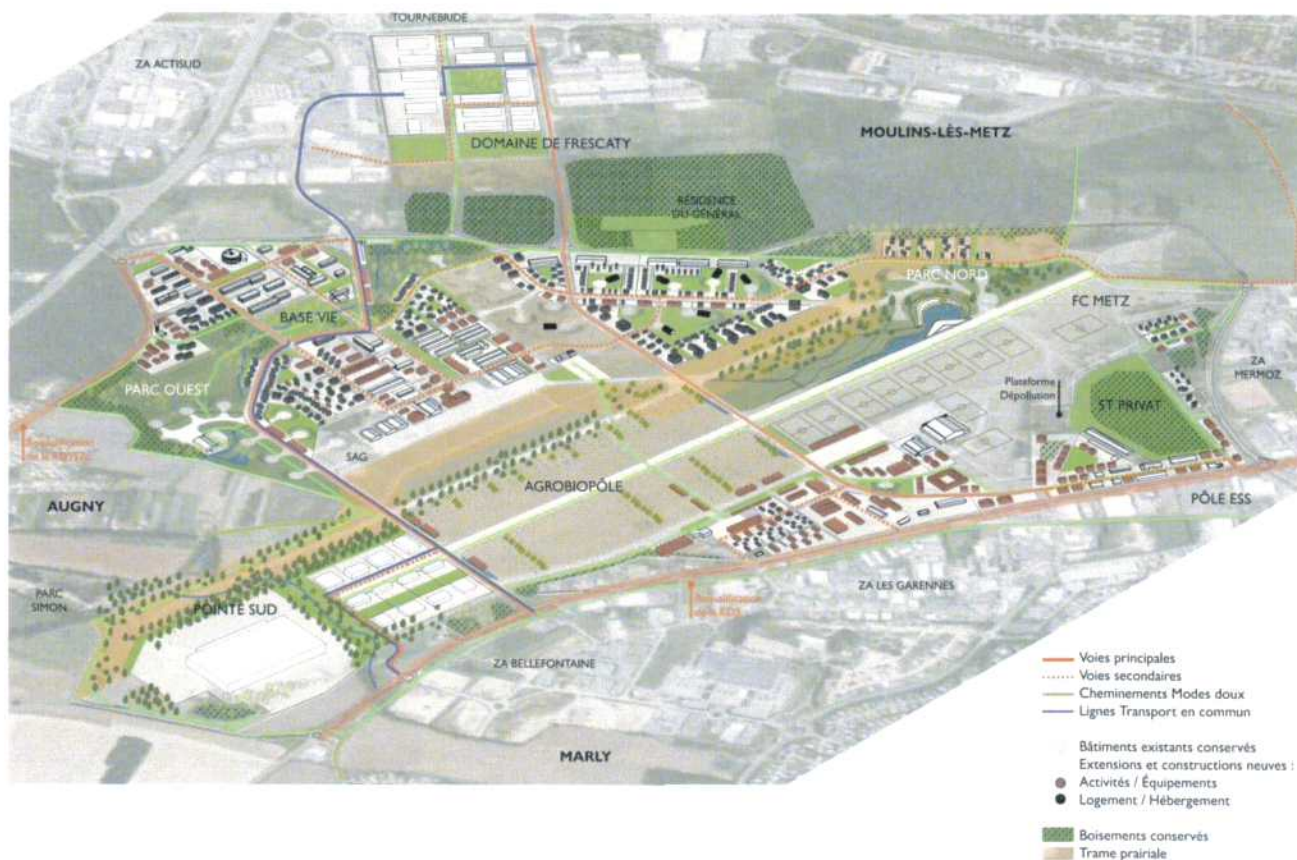 TOURNEBRIDE
ZA ACTISUD
MOULINS-LÈS-METZ
DOMAINE DE FRESCATY
RÉSIDENCE
DU GÉNÉRAL
PARC NORD
FC METZ
BASE VIE
ZA
MERMOZ
PARC OUEST
Plateforme
Dépollution
ST PRIVAT
SAG
AGROBIOPÔLE
AUGNY
PÔLE ESS
PARC
SIMON
POINTE SUD
ZA LES GARENNES
ZA BELLEFONTAINE
MARLY
Voies principales
Voies secondaires
Cheminements Modes doux
Lignes Transport en commun
Bâtiments existants conservés
Extensions et constructions neuves :
Activités / Équipements
Logement / Hébergement
Boisements conservés
Trame prairiale